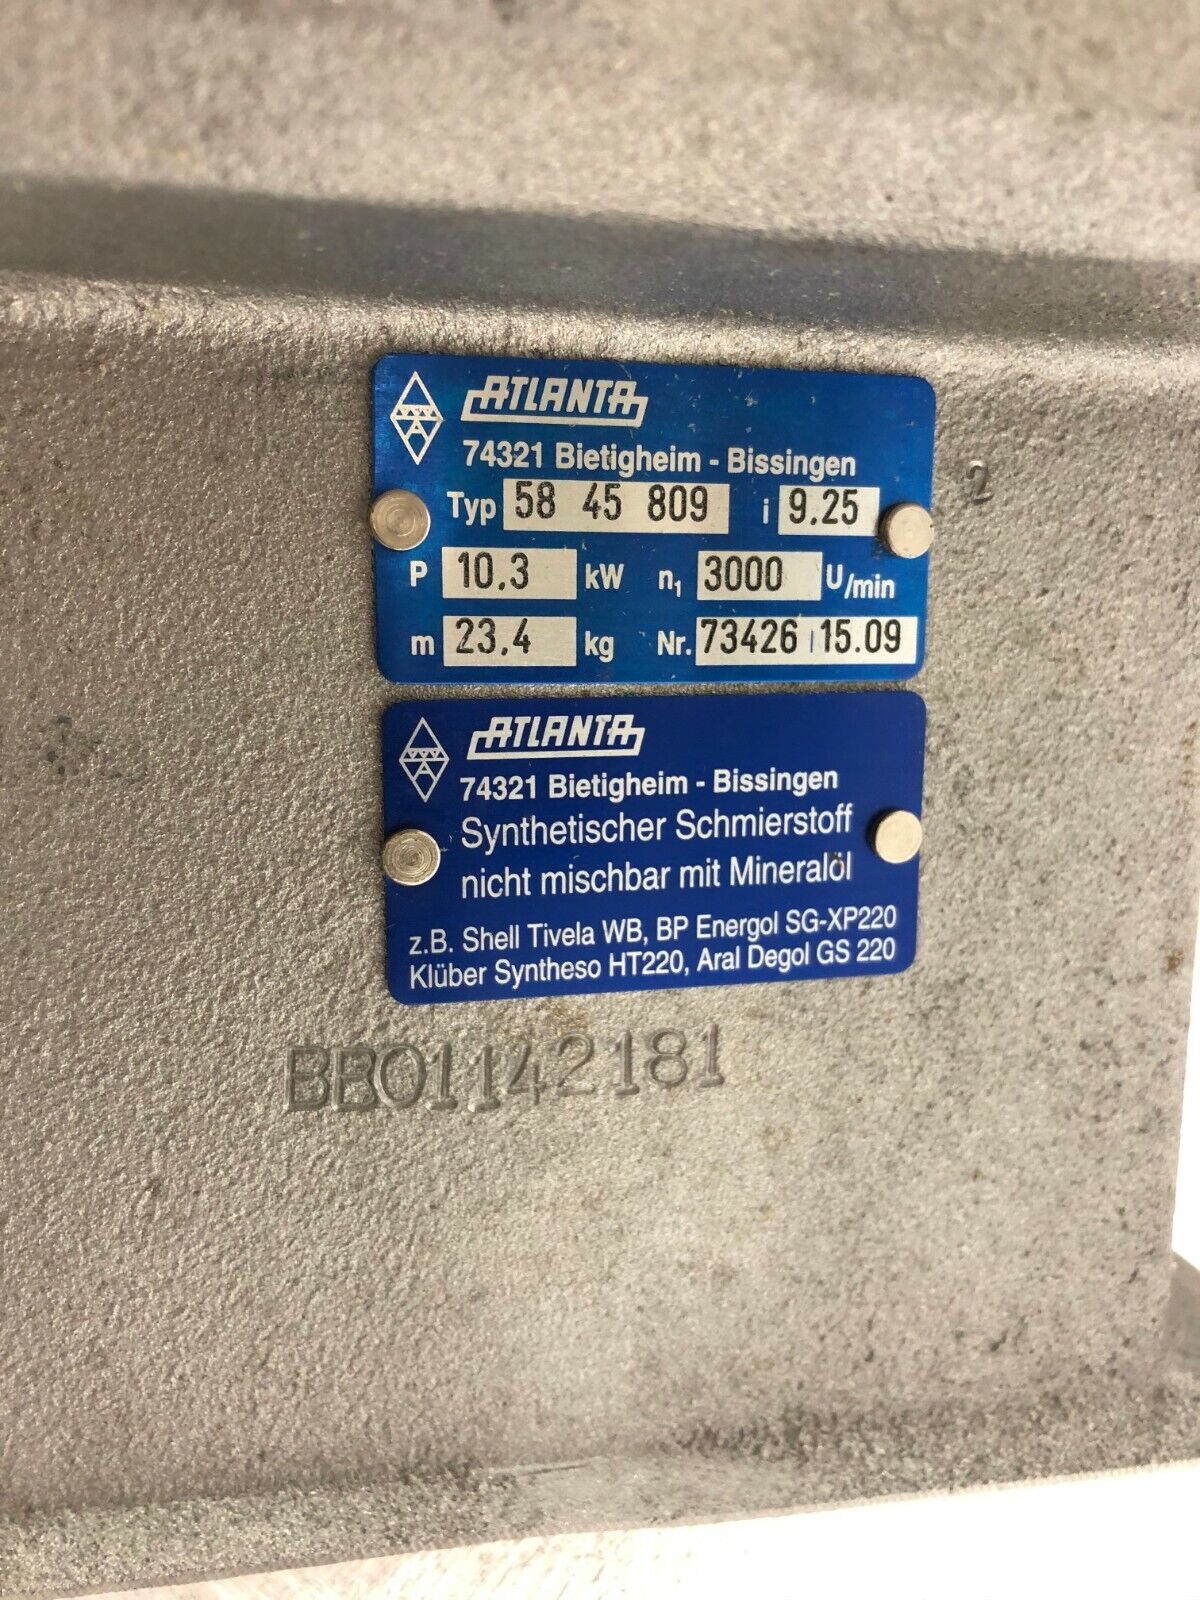 ATLANTA
74321 Bietigheim - Bissingen
Typ 58 45 809 i 9.25
P 10.3 kW n₁ 3000 U/min
m 23.4 kg Nr. 73426 15.09
2
ATLANTA
74321 Bietigheim - Bissingen
Synthetischer Schmierstoff
nicht mischbar mit Mineralöl
z.B. Shell Tivela WB, BP Energol SG-XP220
Klüber Syntheso HT220, Aral Degol GS 220
BB01142181